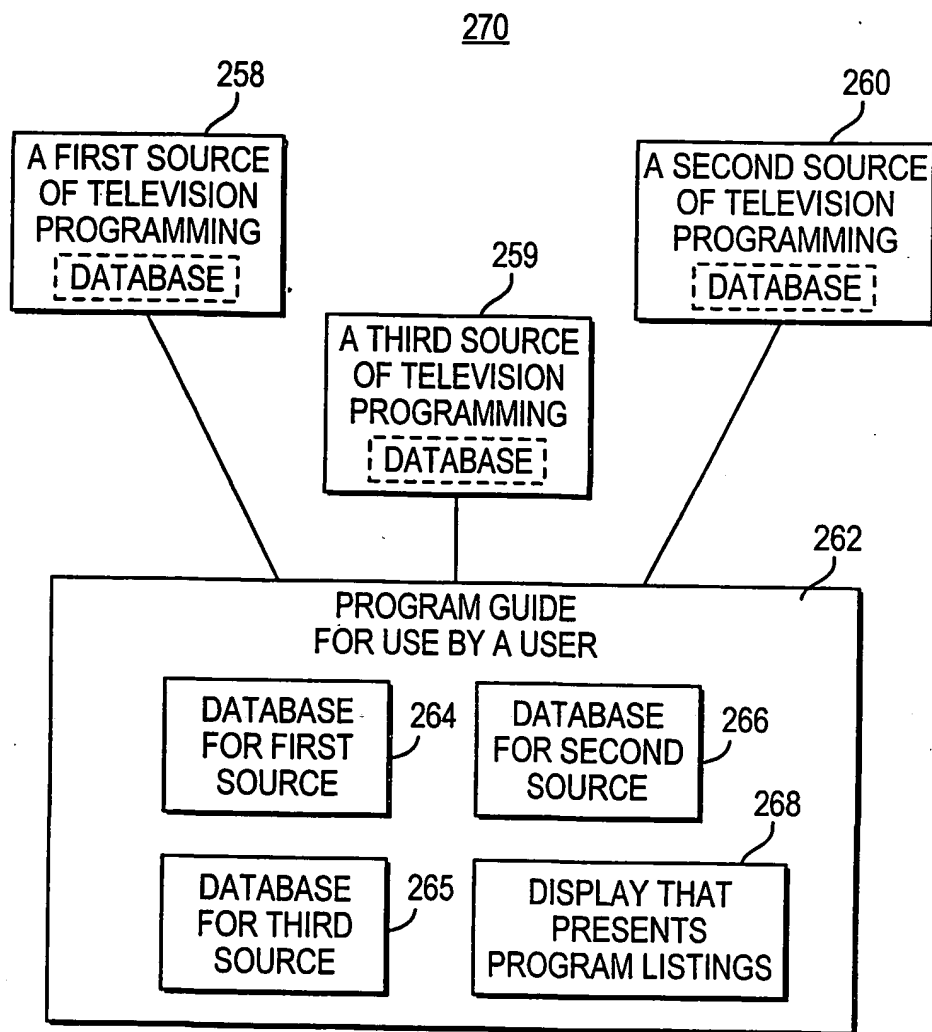 270
258
A FIRST SOURCE
OF TELEVISION
PROGRAMMING
DATABASE
260
A SECOND SOURCE
OF TELEVISION
PROGRAMMING
DATABASE
259
A THIRD SOURCE
OF TELEVISION
PROGRAMMING
DATABASE
262
PROGRAM GUIDE
FOR USE BY A USER
DATABASE
FOR FIRST
SOURCE
264
DATABASE
FOR SECOND
SOURCE
266
DATABASE
FOR THIRD
SOURCE
265
268
DISPLAY THAT
PRESENTS
PROGRAM LISTINGS